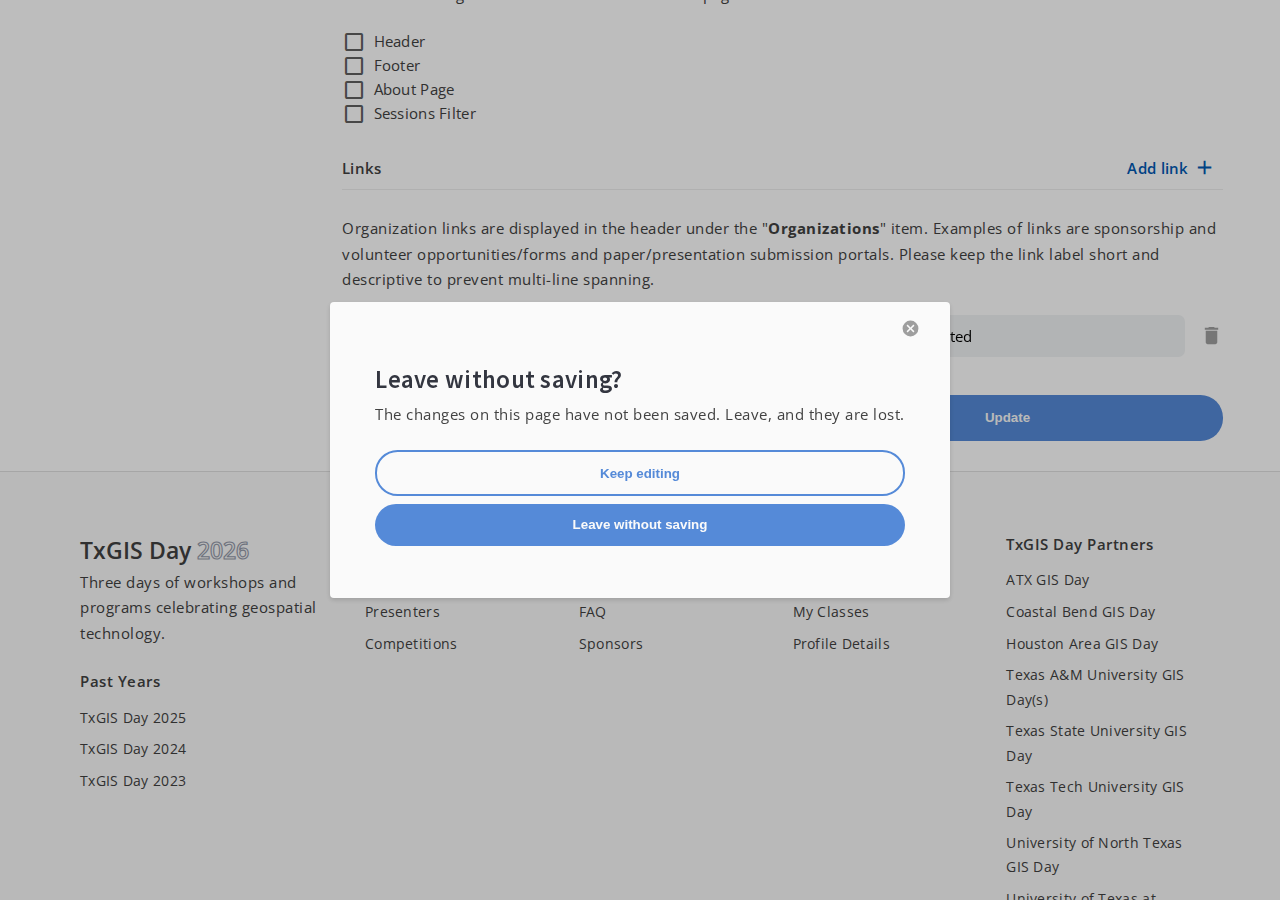 Header
Footer
About Page
Sessions Filter
Links
Add link
Organization links are displayed in the header under the "Organizations" item. Examples of links are sponsorship and
volunteer opportunities/forms and paper/presentation submission portals. Please keep the link label short and
descriptive to prevent multi-line spanning.
Leave without saving?
The changes on this page have not been saved. Leave, and they are lost.
Keep editing
Leave without saving
Update
TxGIS Day 2026
Three days of workshops and
programs celebrating geospatial
technology.
Past Years
TxGIS Day 2025
TxGIS Day 2024
TxGIS Day 2023
Presenters
Competitions
FAQ
Sponsors
My Classes
Profile Details
TxGIS Day Partners
ATX GIS Day
Coastal Bend GIS Day
Houston Area GIS Day
Texas A&M University GIS
Day(s)
Texas State University GIS
Day
Texas Tech University GIS
Day
University of North Texas
GIS Day
University of Texas at